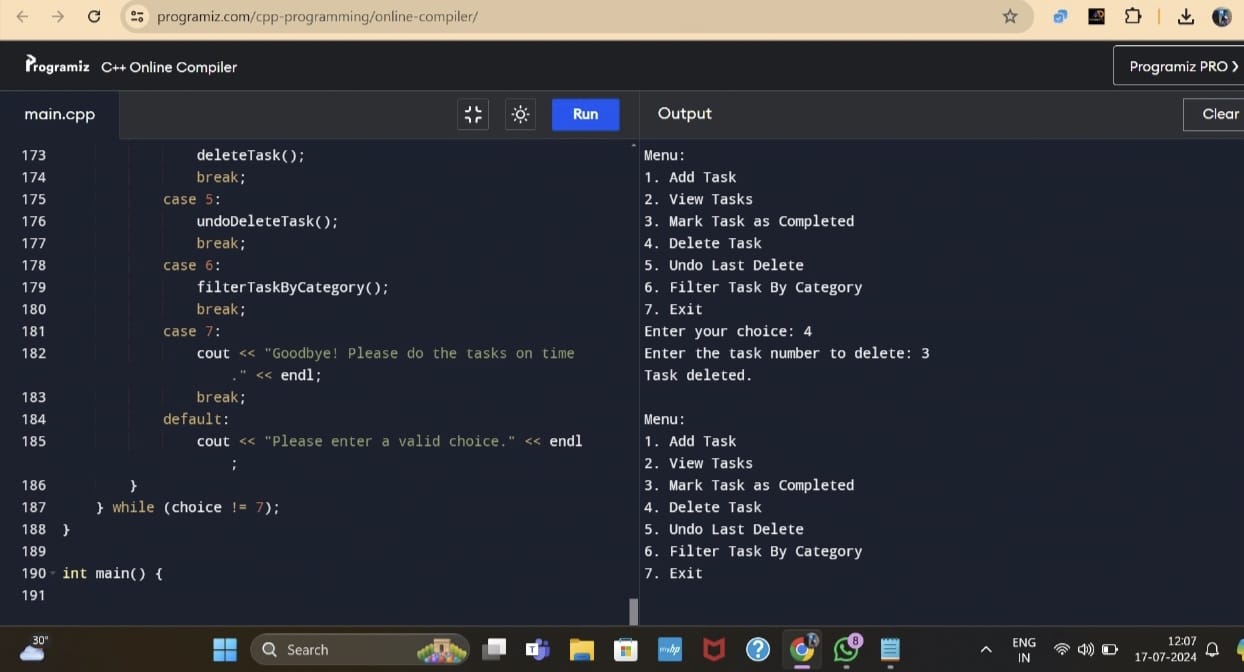 programiz.com/cpp-programming/online-compiler/
Programiz C++ Online Compiler
Programiz PRO
main.cpp
Run
Output
Clear
173 deleteTask();
174 break;
175 case 5:
176 undoDeleteTask();
177 break;
178 case 6:
179 filterTaskByCategory();
180 break;
181 case 7:
182 cout << "Goodbye! Please do the tasks on time
." << endl;
183 break;
184 default:
185 cout << "Please enter a valid choice." << endl
;
186 }
187 } while (choice != 7);
188 }
189
190 int main() {
191
Menu:
1. Add Task
2. View Tasks
3. Mark Task as Completed
4. Delete Task
5. Undo Last Delete
6. Filter Task By Category
7. Exit
Enter your choice: 4
Enter the task number to delete: 3
Task deleted.
Menu:
1. Add Task
2. View Tasks
3. Mark Task as Completed
4. Delete Task
5. Undo Last Delete
6. Filter Task By Category
7. Exit
30°
Search
myhp
8
ENG
IN
12:07
17-07-2024